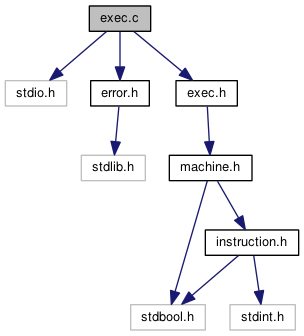 exec.c
stdio.h
error.h
exec.h
stdlib.h
machine.h
instruction.h
stdbool.h
stdint.h